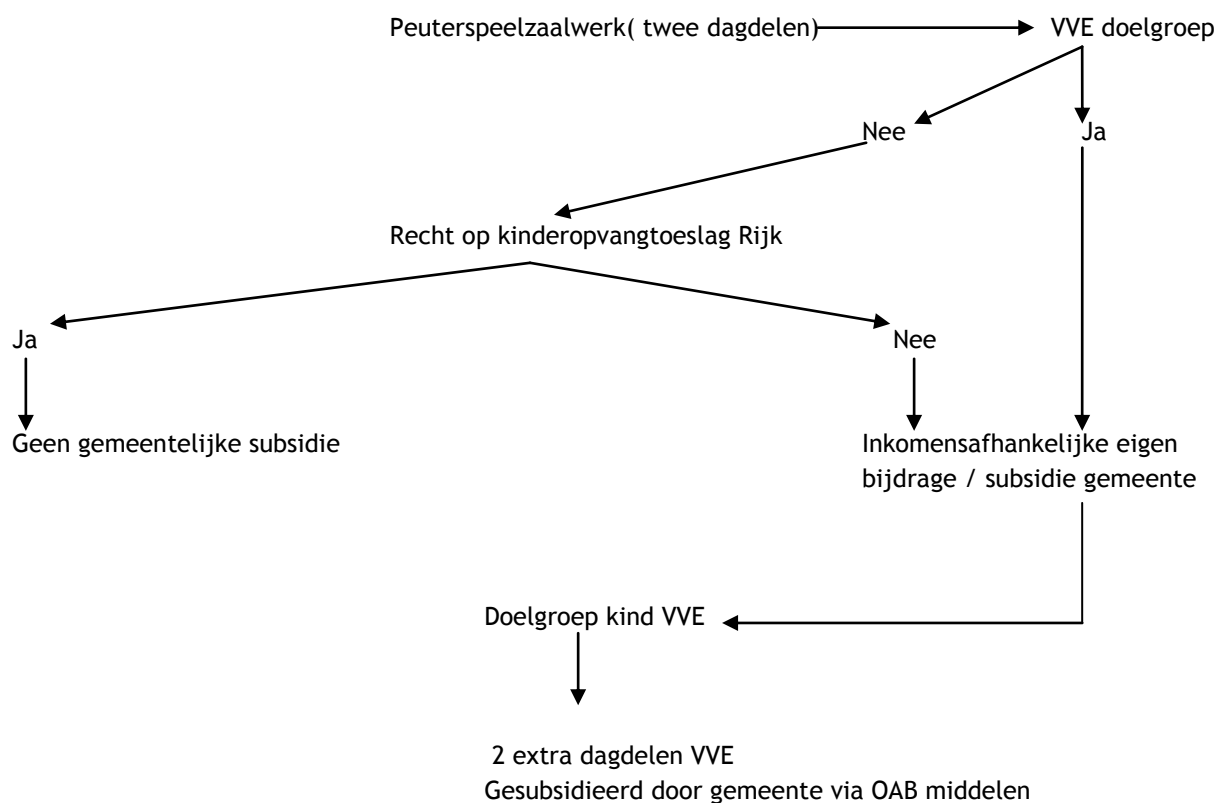 Peuterspeelzaalwerk( twee dagdelen)
VVE doelgroep
Nee
Ja
Recht op kinderopvangtoeslag Rijk
Ja
Nee
Geen gemeentelijke subsidie
Inkomensafhankelijke eigen
bijdrage / subsidie gemeente
Doelgroep kind VVE
2 extra dagdelen VVE
Gesubsidieerd door gemeente via OAB middelen